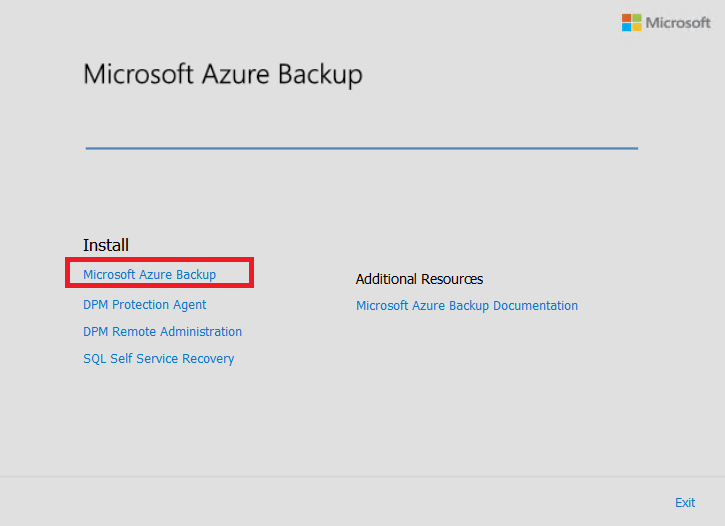 Microsoft
Microsoft Azure Backup
Install
Microsoft Azure Backup
DPM Protection Agent
DPM Remote Administration
SQL Self Service Recovery
Additional Resources
Microsoft Azure Backup Documentation
Exit